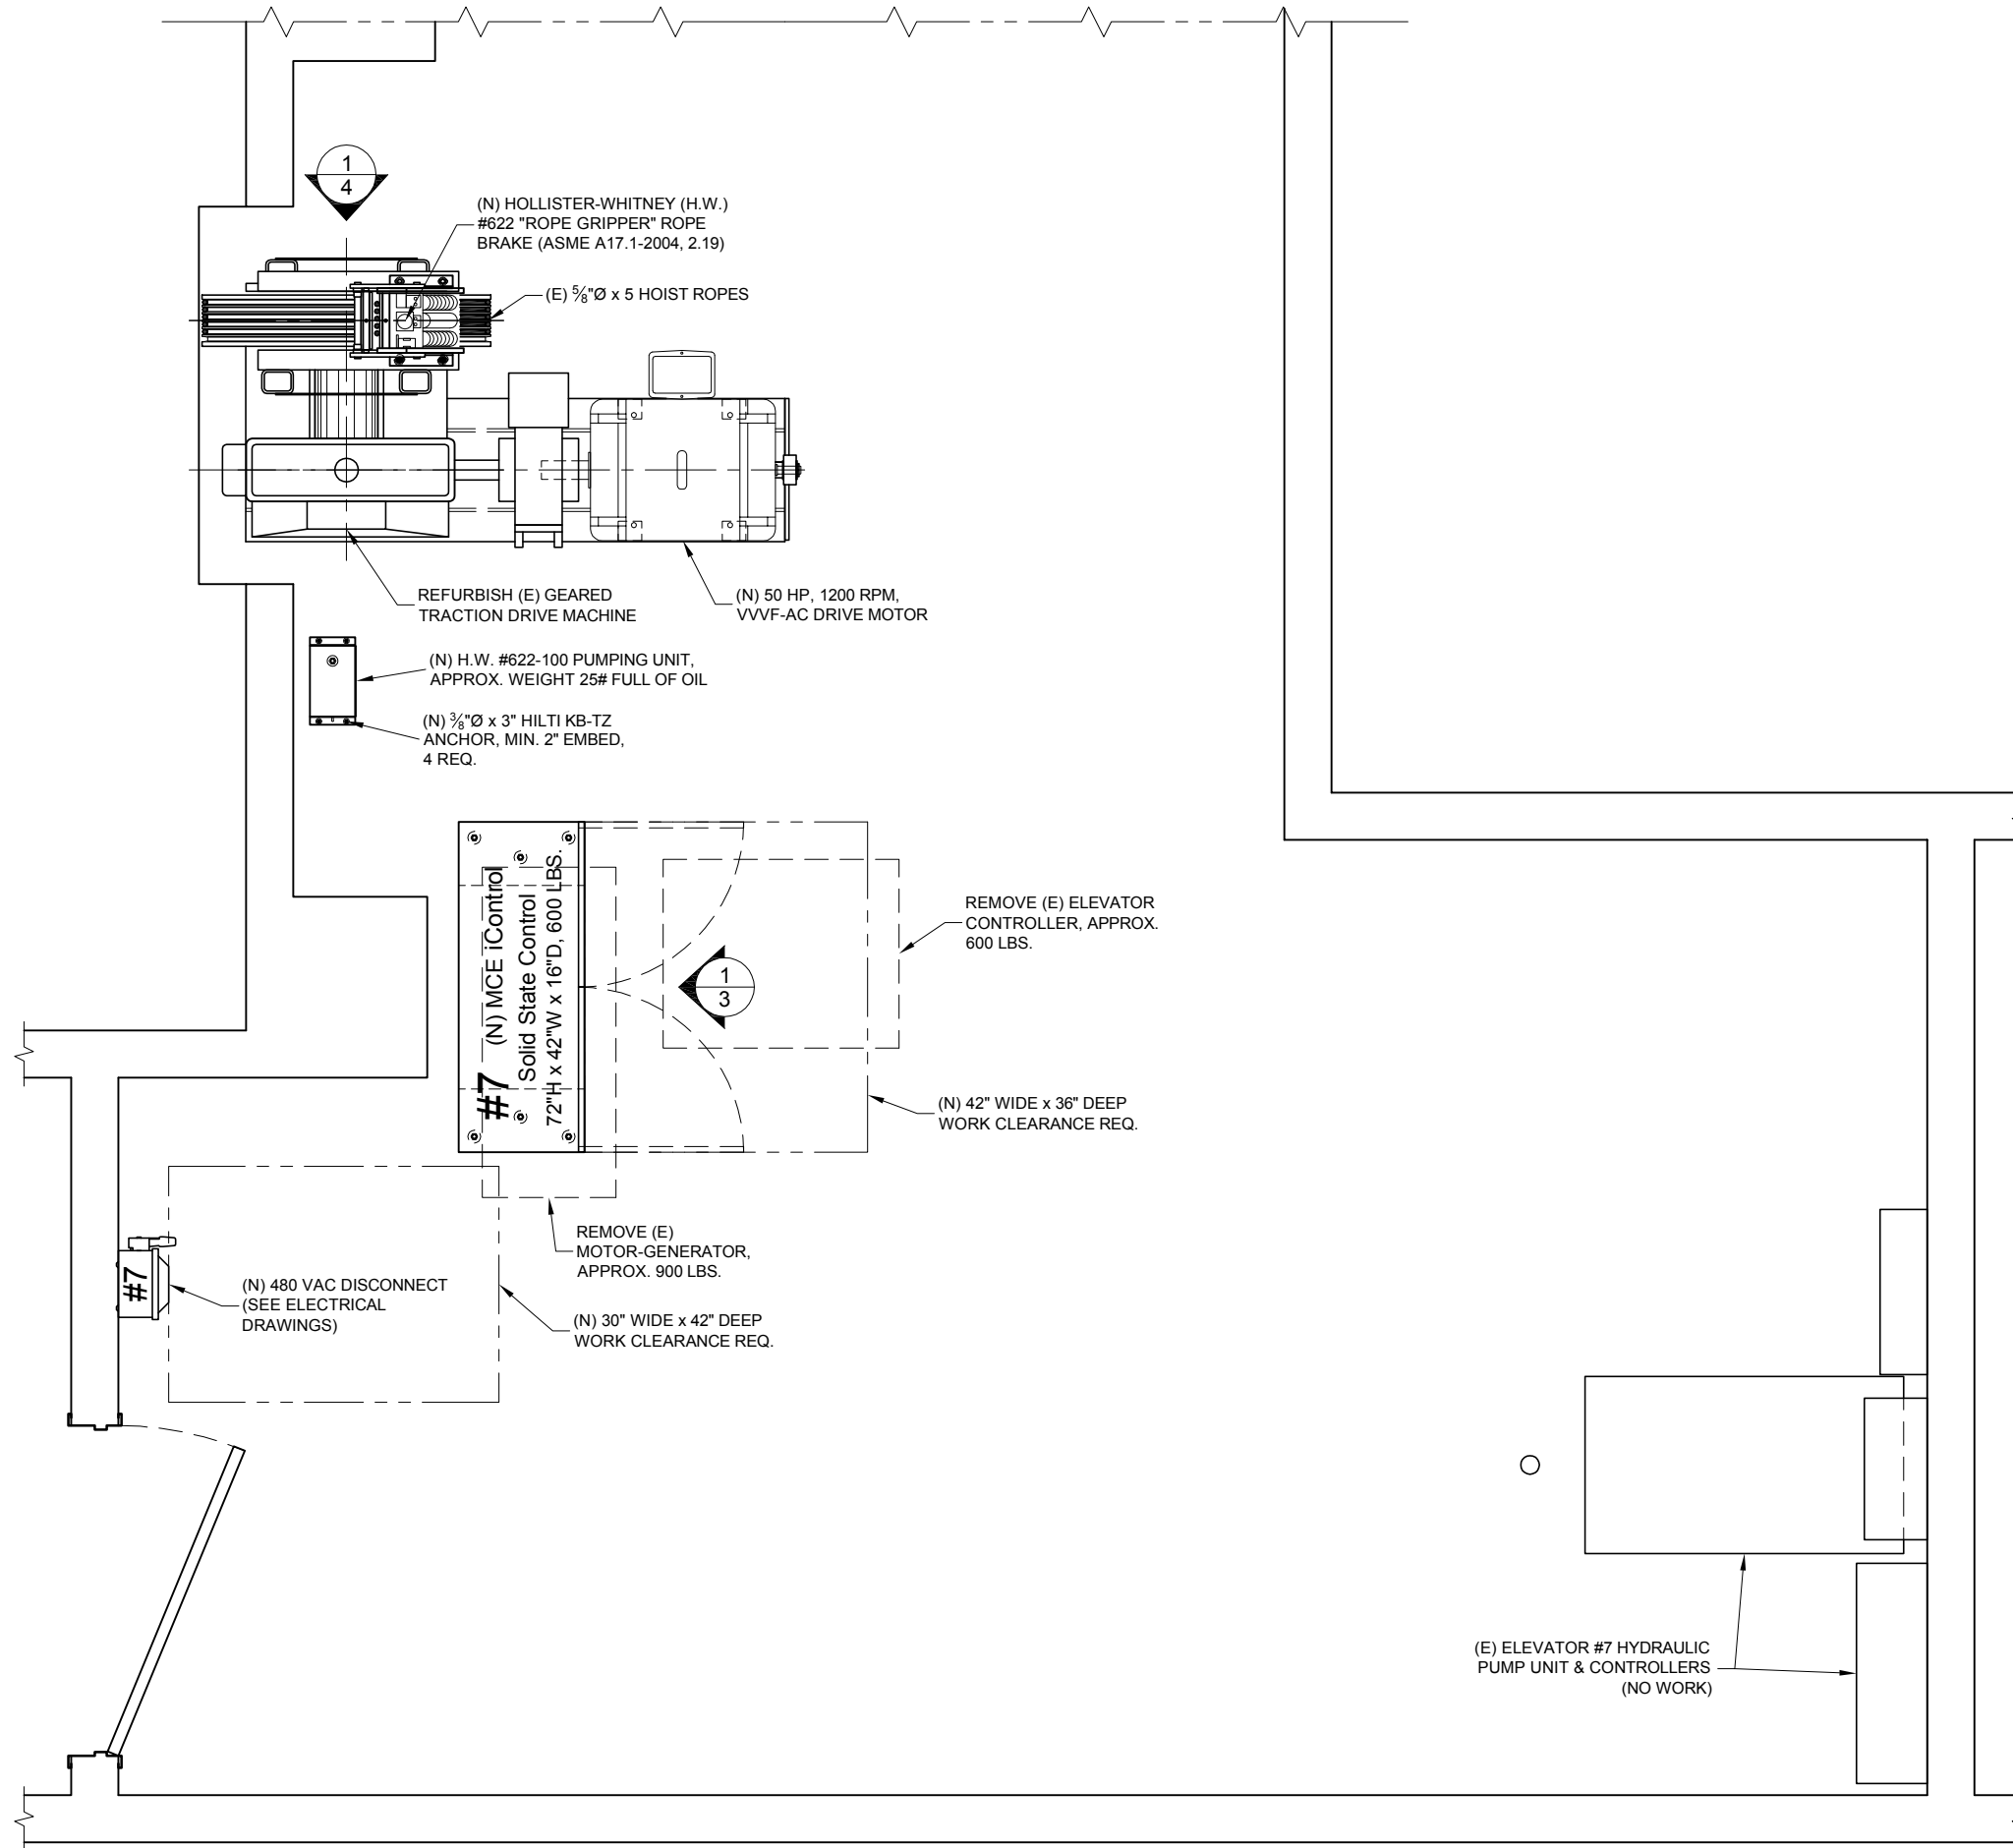 1
4
(N) HOLLISTER-WHITNEY (H.W.)
#622 "ROPE GRIPPER" ROPE
BRAKE (ASME A17.1-2004, 2.19)
(E) ⅝"Ø x 5 HOIST ROPES
REFURBISH (E) GEARED
TRACTION DRIVE MACHINE
(N) 50 HP, 1200 RPM,
VVVF-AC DRIVE MOTOR
(N) H.W. #622-100 PUMPING UNIT,
APPROX. WEIGHT 25# FULL OF OIL
(N) ⅜"Ø x 3" HILTI KB-TZ
ANCHOR, MIN. 2" EMBED,
4 REQ.
#7
(N) MCE iControl
Solid State Control
72"H x 42"W x 16"D, 600 LBS.
REMOVE (E) ELEVATOR
CONTROLLER, APPROX.
600 LBS.
1
3
(N) 42" WIDE x 36" DEEP
WORK CLEARANCE REQ.
REMOVE (E)
MOTOR-GENERATOR,
APPROX. 900 LBS.
#7
(N) 480 VAC DISCONNECT
(SEE ELECTRICAL
DRAWINGS)
(N) 30" WIDE x 42" DEEP
WORK CLEARANCE REQ.
(E) ELEVATOR #7 HYDRAULIC
PUMP UNIT & CONTROLLERS
(NO WORK)